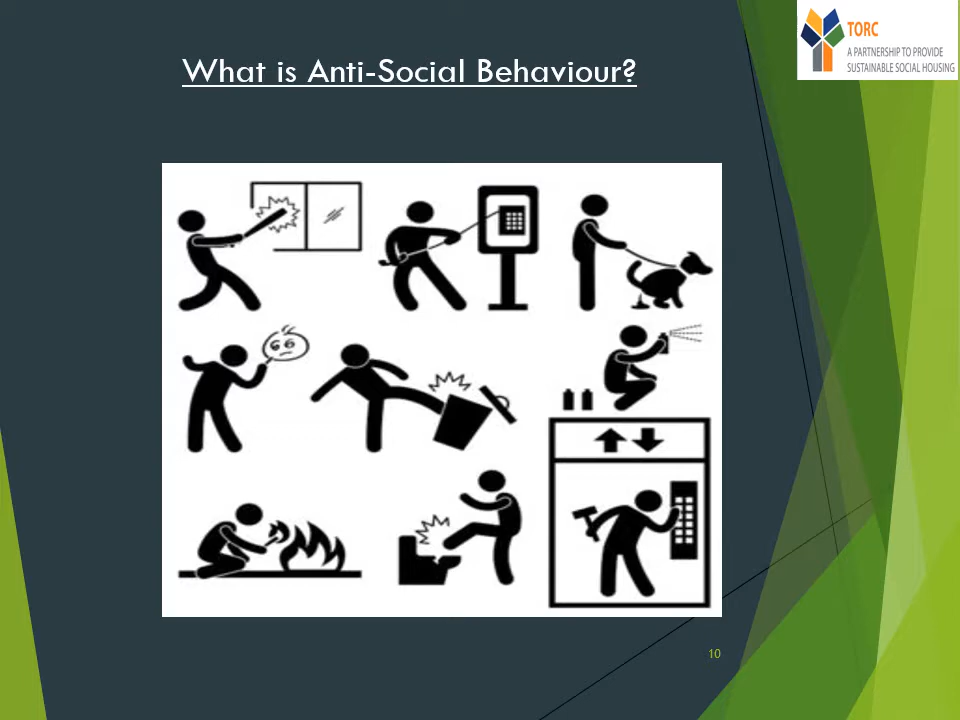 What is Anti-Social Behaviour?
TORC
A PARTNERSHIP TO PROVIDE
SUSTAINABLE SOCIAL HOUSING
10